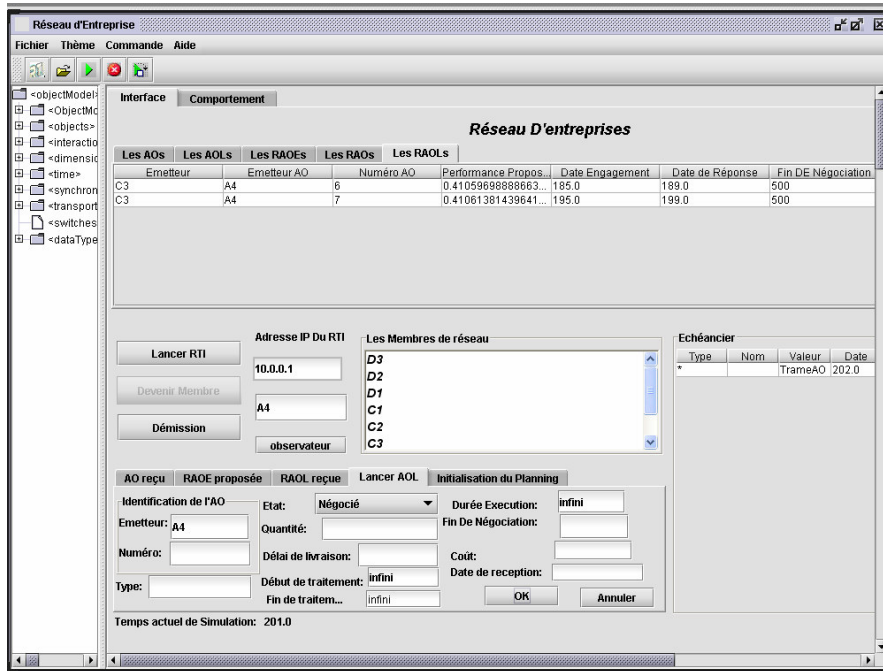 Réseau d'Entreprise
Fichier Thème Commande Aide
<objectModel>
<ObjectMo
<objects>
<interactio
<dimensio
<time>
<synchron
<transport
<switches
<dataType
Interface Comportement
Réseau D'entreprises
Les AOs Les AOLs Les RAOEs Les RAOs Les RAOLs
Emetteur Emetteur AO Numéro AO Performance Propos... Date Engagement Date de Réponse Fin DE Négociation
C3 A4 6 0.41059698888663... 185.0 189.0 500
C3 A4 7 0.41061381439641... 195.0 199.0 500
Lancer RTI
Devenir Membre
Démission
Adresse IP Du RTI
10.0.0.1
A4
observateur
Les Membres de réseau
D3
D2
D1
C1
C2
C3
Echéancier
Type Nom Valeur Date
* TrameAO 202.0
AO reçu RAOE proposée RAOL reçue Lancer AOL Initialisation du Planning
Identification de l'AO
Emetteur: A4
Numéro:
Type:
Etat: Négocié
Quantité:
Délai de livraison:
Début de traitement: infini
Fin de traitem... infini
Durée Execution: infini
Fin De Négociation:
Coût:
Date de reception:
OK Annuler
Temps actuel de Simulation: 201.0